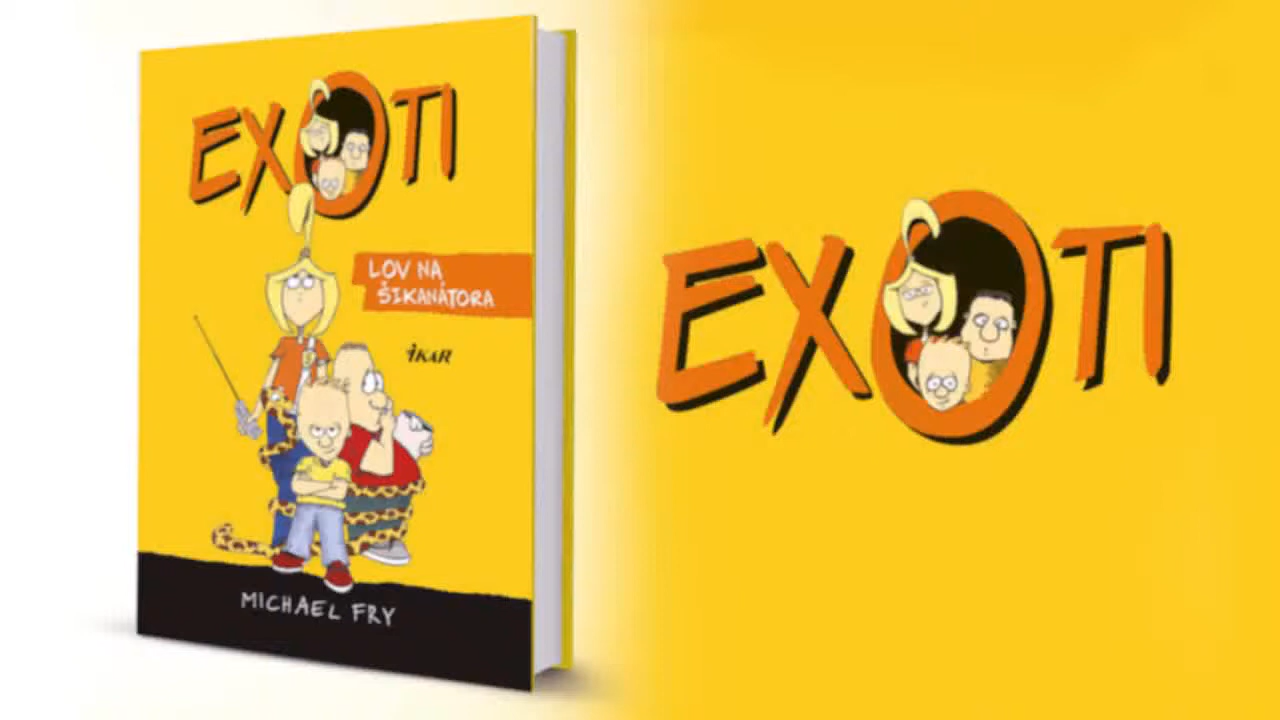 EXOTI
LOV NA
ŠIKANÁTORA
IKAR
MICHAEL FRY
EXOTI